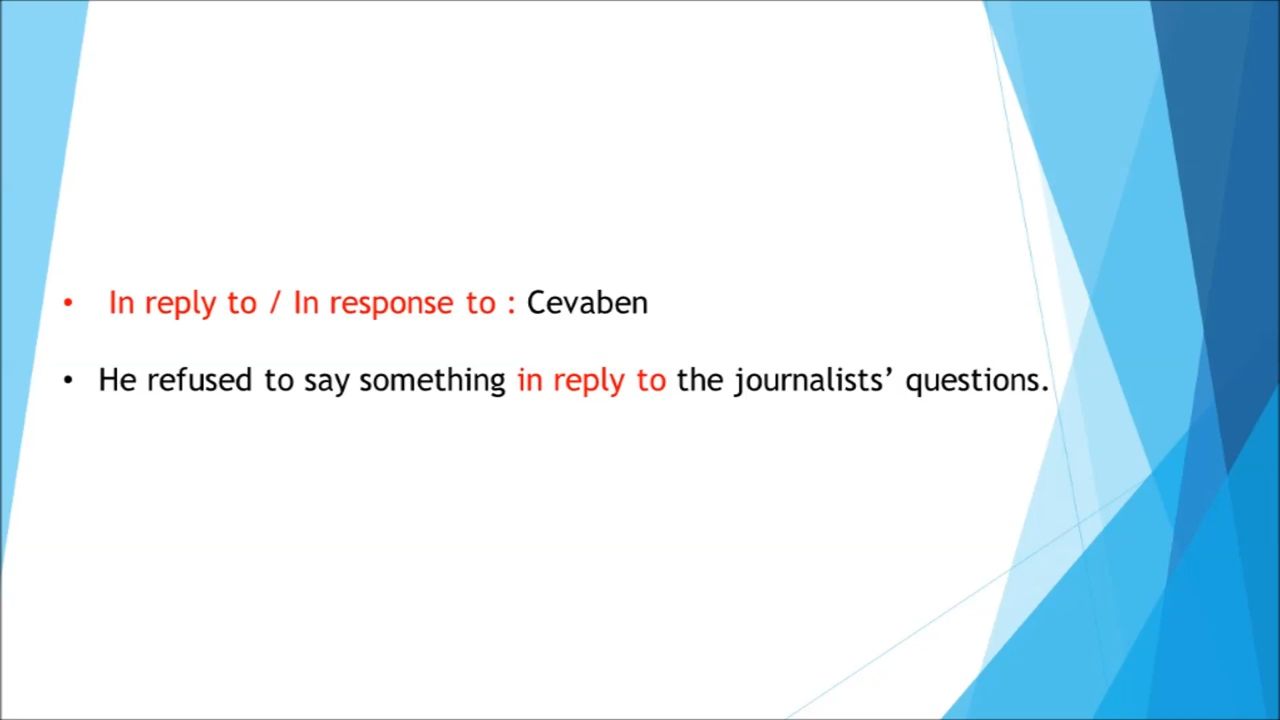 • In reply to / In response to : Cevaben
• He refused to say something in reply to the journalists’ questions.